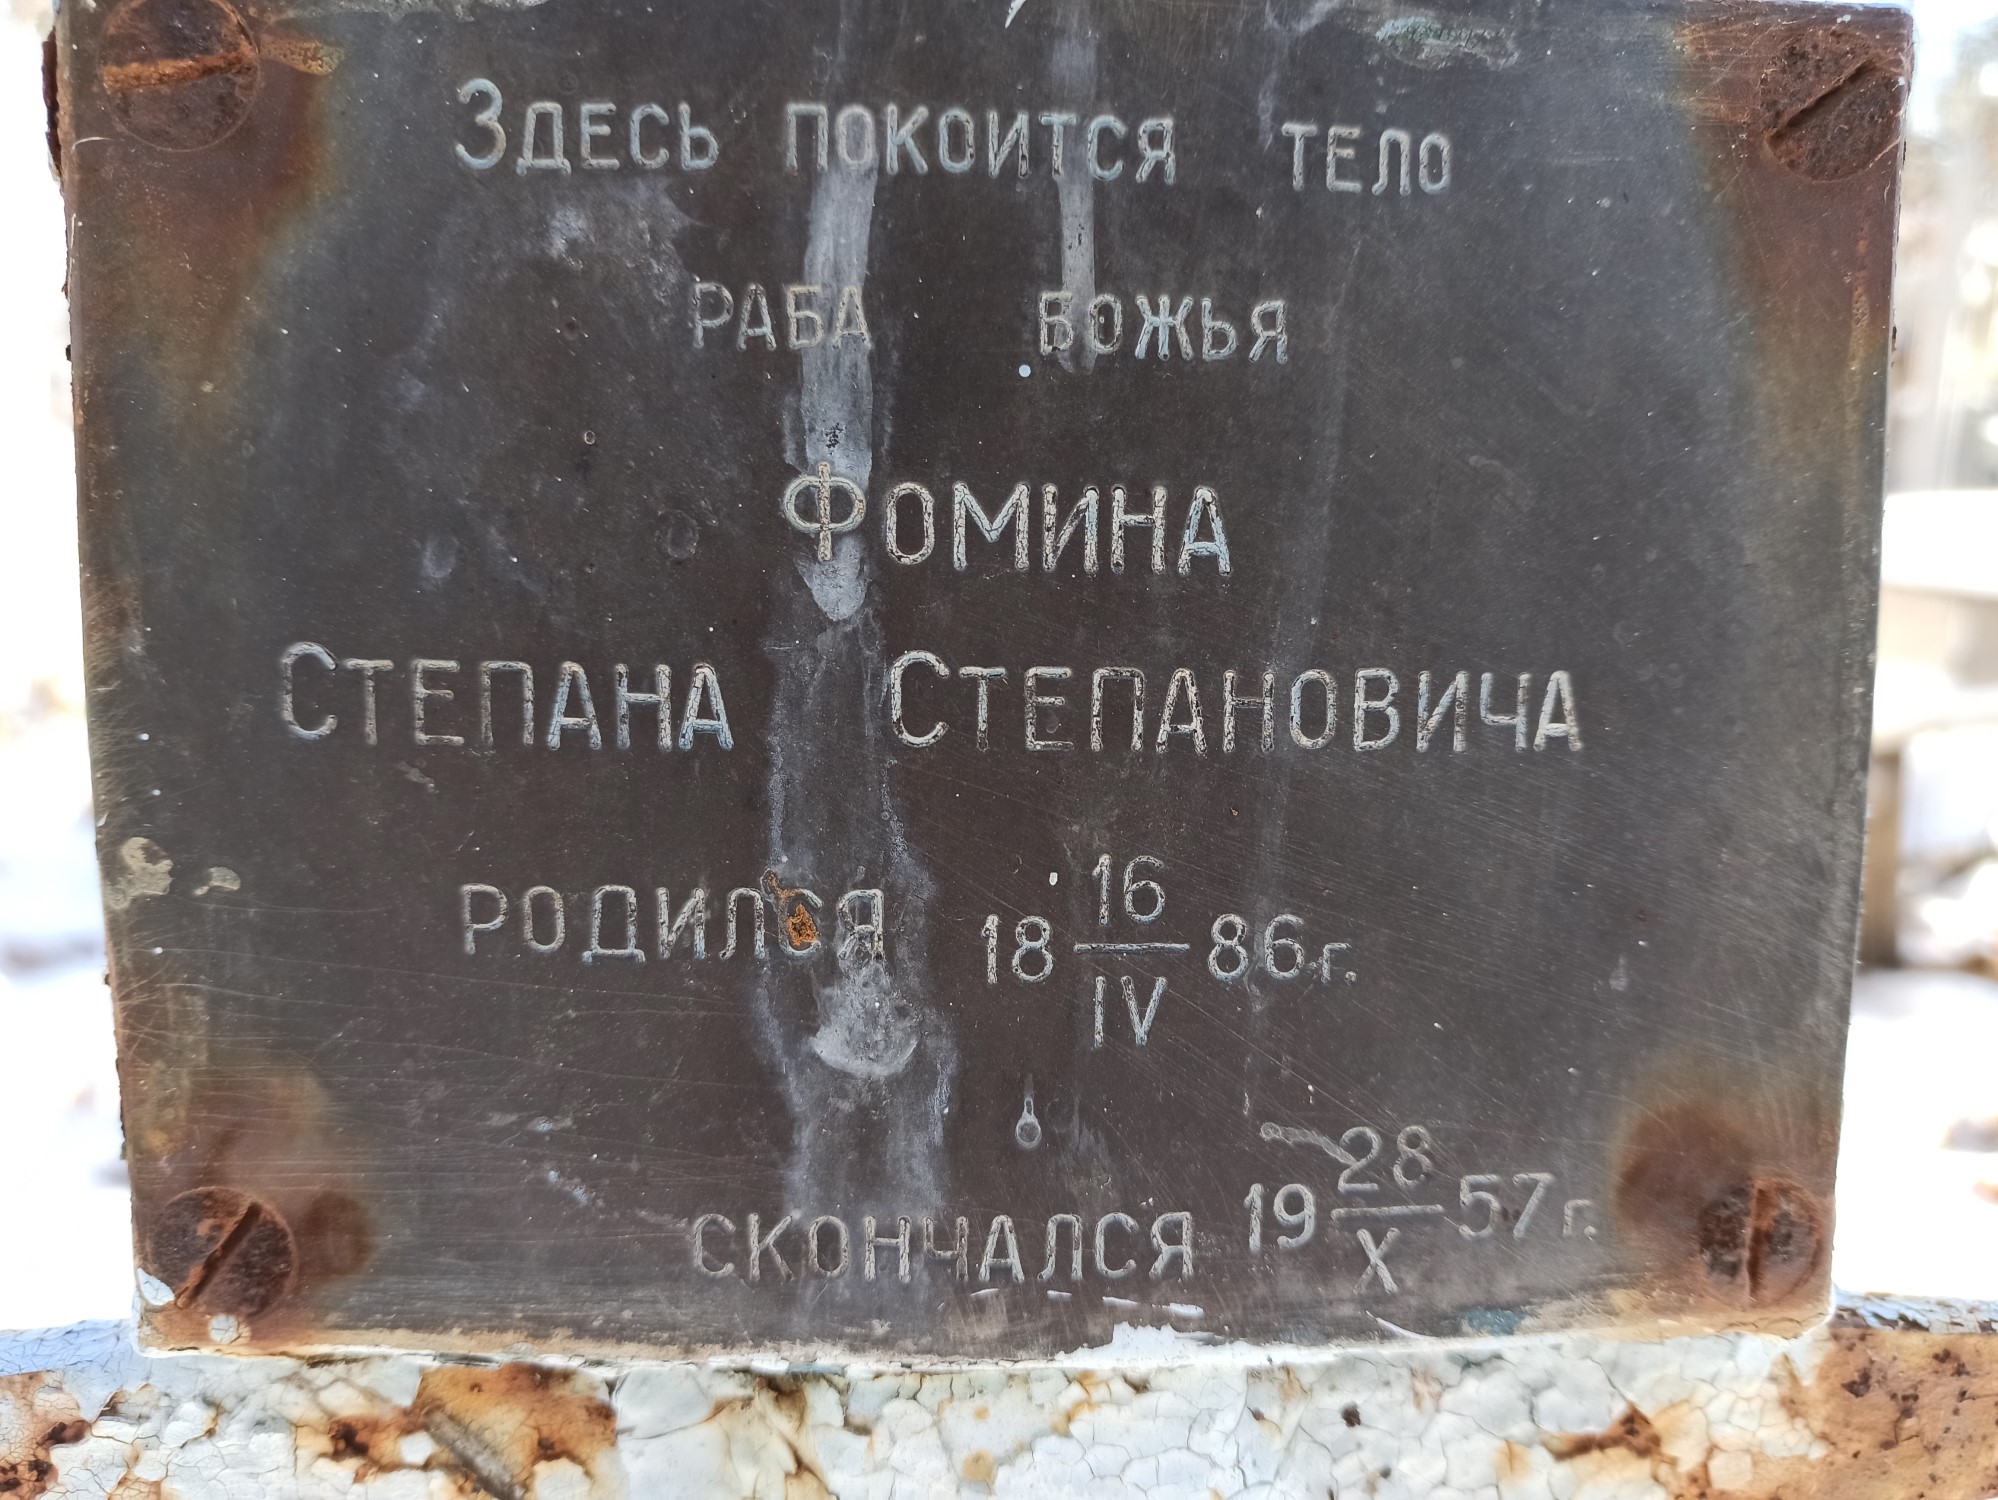 Здесь покоится тело
раба божья
Фомина
Степана Степановича
родился 18 16/IV 86 г.
скончался 19 28/X 57 г.